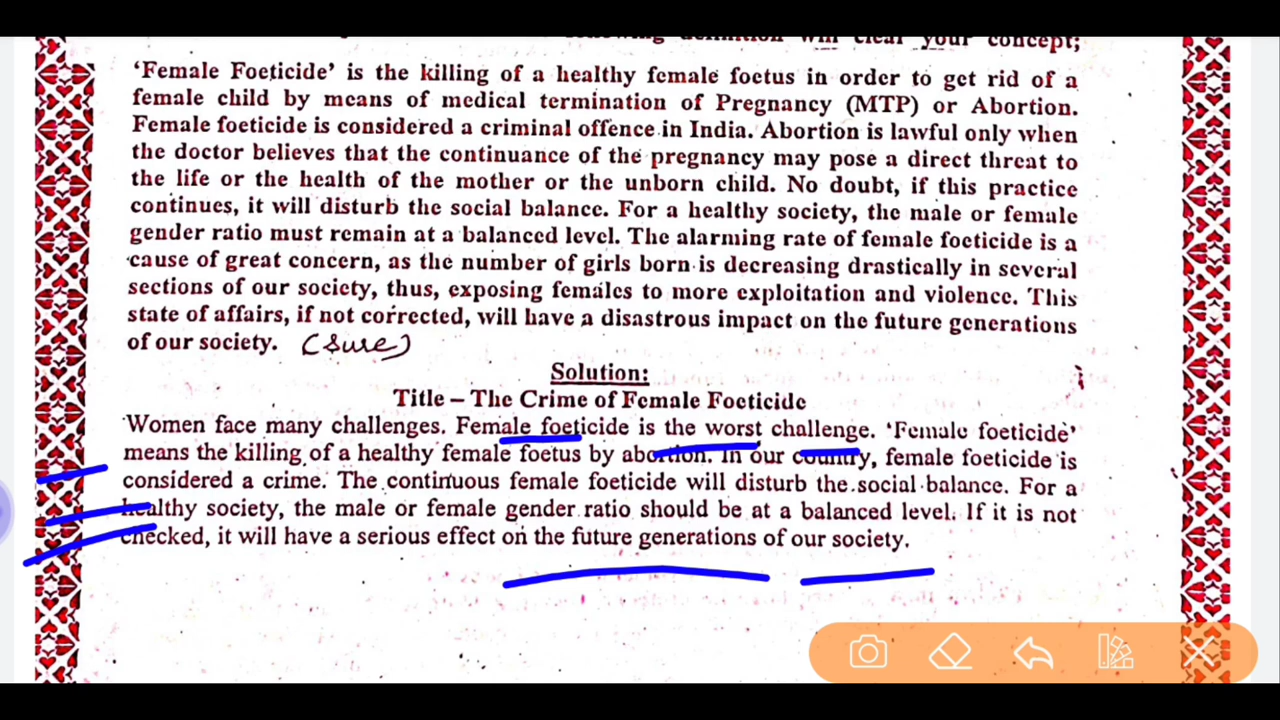 following definition will clear your concept;
‘Female Foeticide’ is the killing of a healthy female foetus in order to get rid of a
female child by means of medical termination of Pregnancy (MTP) or Abortion.
Female foeticide is considered a criminal offence in India. Abortion is lawful only when
the doctor believes that the continuance of the pregnancy may pose a direct threat to
the life or the health of the mother or the unborn child. No doubt, if this practice
continues, it will disturb the social balance. For a healthy society, the male or female
gender ratio must remain at a balanced level. The alarming rate of female foeticide is a
cause of great concern, as the number of girls born is decreasing drastically in several
sections of our society, thus, exposing females to more exploitation and violence. This
state of affairs, if not corrected, will have a disastrous impact on the future generations
of our society. (Sure)
Solution:
Title – The Crime of Female Foeticide
Women face many challenges. Female foeticide is the worst challenge. ‘Female foeticide’
means the killing of a healthy female foetus by abortion. In our country, female foeticide is
considered a crime. The continuous female foeticide will disturb the social balance. For a
healthy society, the male or female gender ratio should be at a balanced level. If it is not
checked, it will have a serious effect on the future generations of our society.